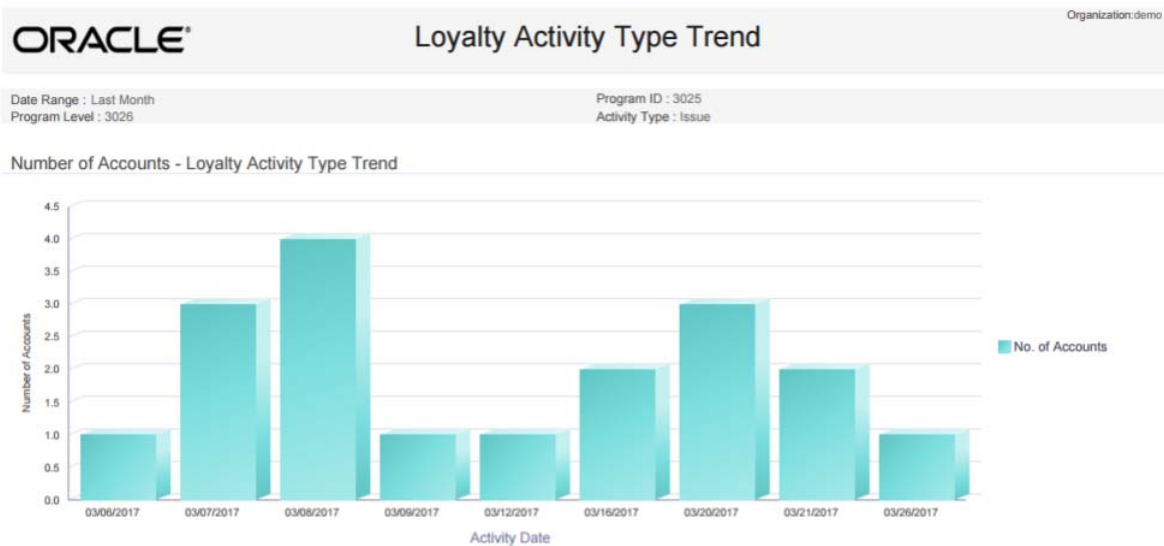 Organization:demo
ORACLE®
Loyalty Activity Type Trend
Date Range : Last Month
Program ID : 3025
Program Level : 3026
Activity Type : Issue
Number of Accounts - Loyalty Activity Type Trend
4.5
4.0
3.5
3.0
2.5
2.0
1.5
1.0
0.5
0.0
Number of Accounts
No. of Accounts
03/06/2017 03/07/2017 03/08/2017 03/09/2017 03/12/2017 03/16/2017 03/20/2017 03/21/2017 03/26/2017
Activity Date